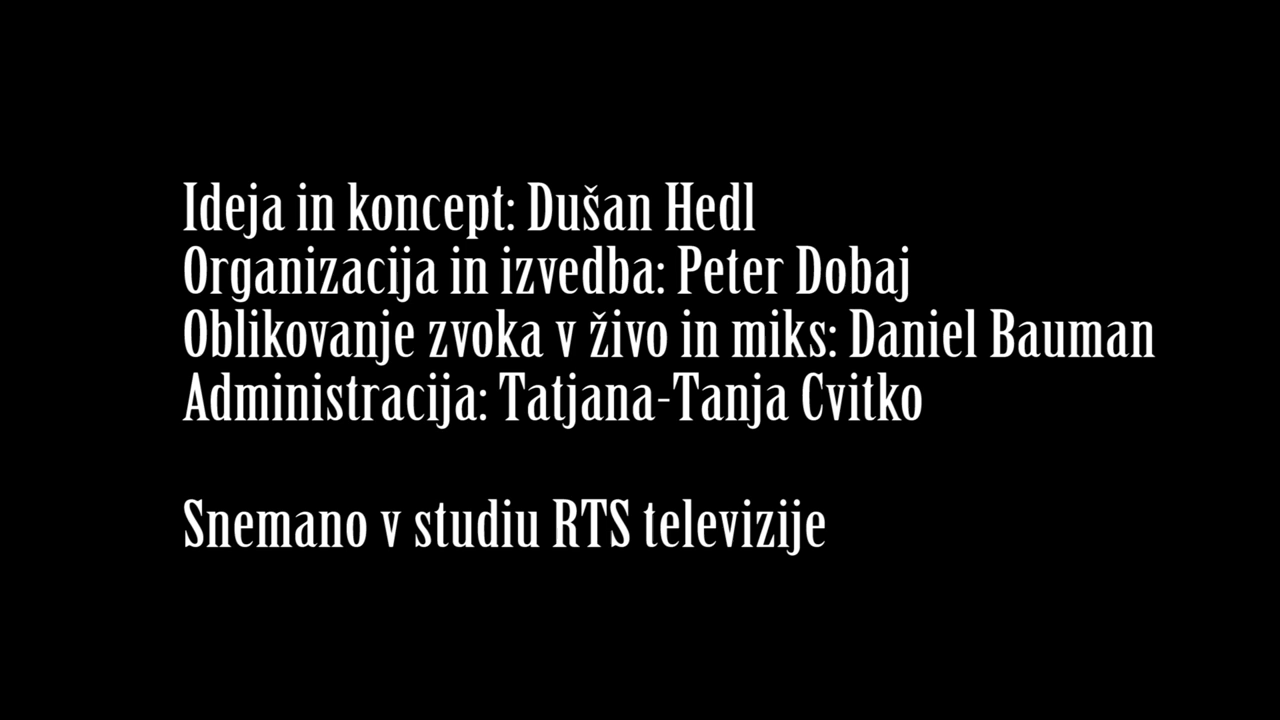 Ideja in koncept: Dušan Hedl
Organizacija in izvedba: Peter Dobaj
Oblikovanje zvoka v živo in miks: Daniel Bauman
Administracija: Tatjana-Tanja Cvitko
Snemano v studiu RTS televizije